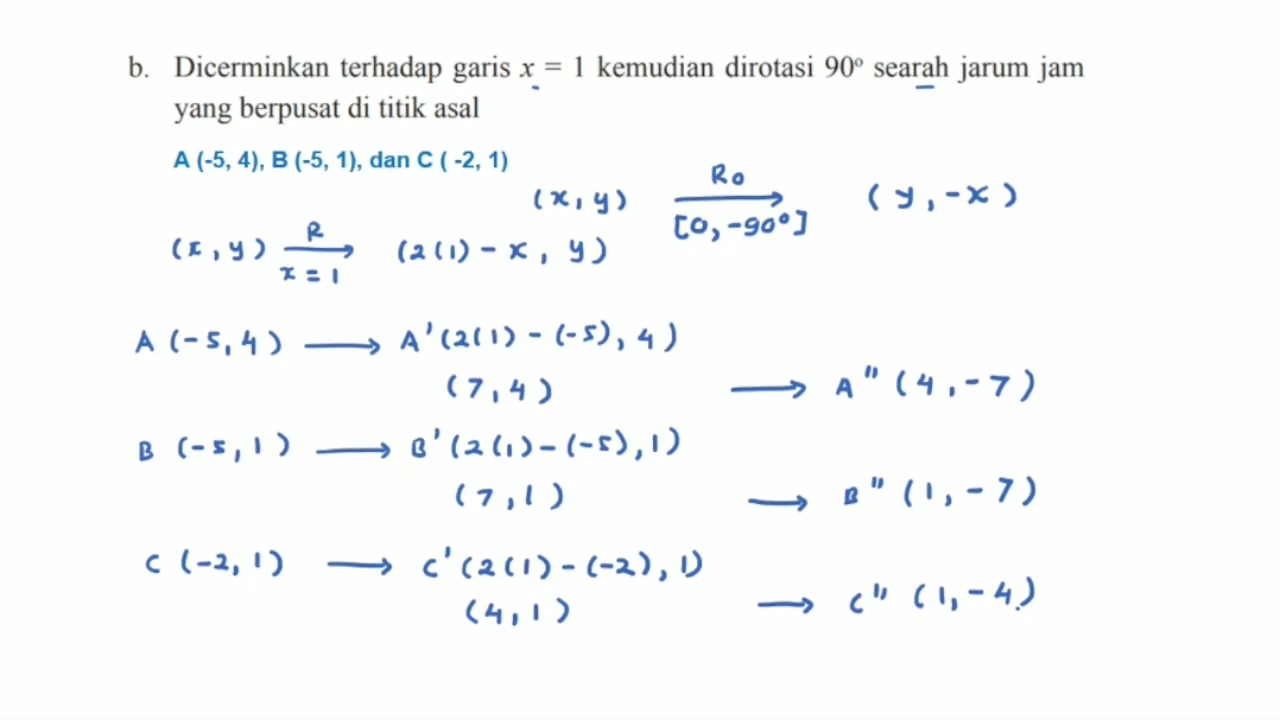 b. Dicerminkan terhadap garis x = 1 kemudian dirotasi 90° searah jarum jam
yang berpusat di titik asal
A (-5, 4), B (-5, 1), dan C ( -2, 1)
(x, y) Ro [0, -90°] (y, -x)
(x, y) R x = 1 (2(1) - x, y)
A (-5, 4) ⟶ A' (2(1) - (-5), 4)
(7, 4) ⟶ A" (4, -7)
B (-5, 1) ⟶ B' (2(1) - (-5), 1)
(7, 1) ⟶ B" (1, -7)
C (-2, 1) ⟶ C' (2(1) - (-2), 1)
(4, 1) ⟶ C" (1, -4)